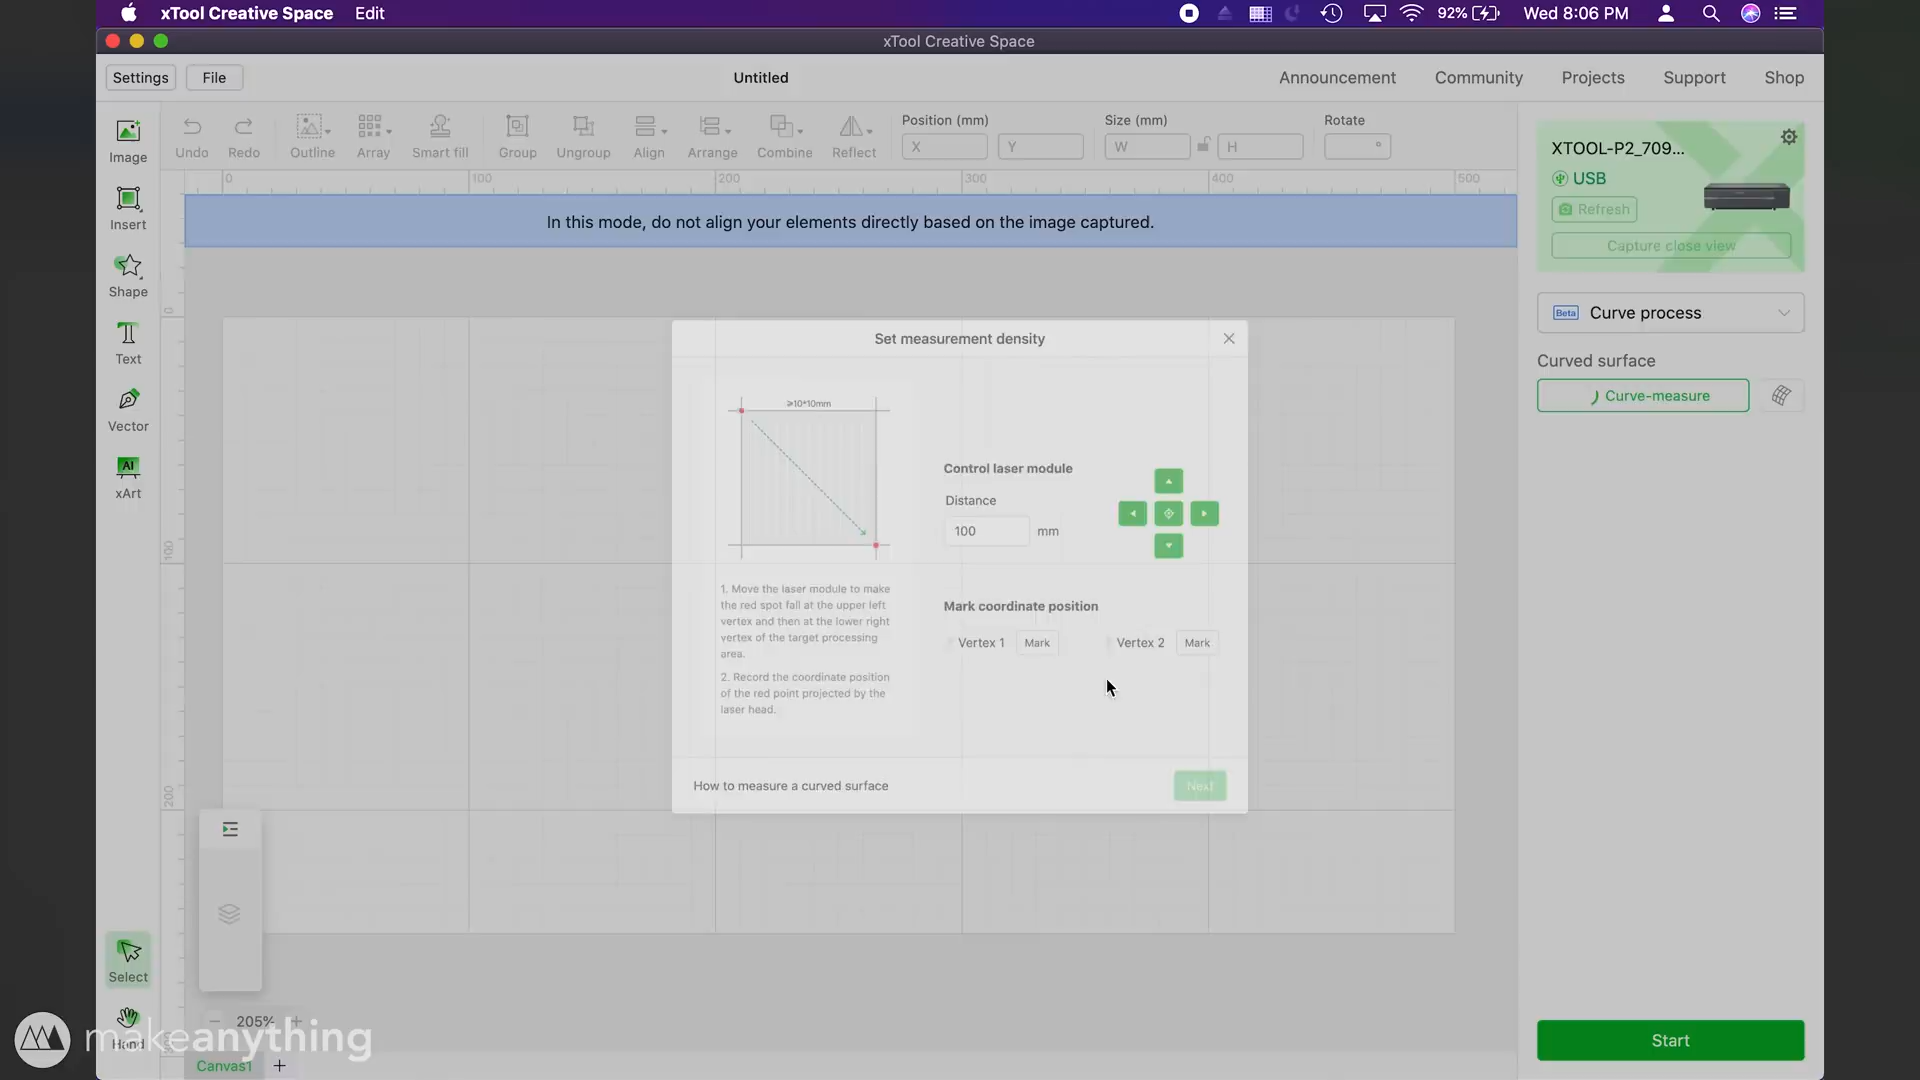 xTool Creative Space Edit
92% Wed 8:06 PM
xTool Creative Space
Settings File
Untitled
Announcement Community Projects Support Shop
Image
Insert
Shape
Text
Vector
AI
xArt
Select
Hand
Undo Redo Outline Array Smart fill Group Ungroup Align Arrange Combine Reflect
Position (mm)
X Y
Size (mm)
W H
Rotate
°
0 100 200 300 400 500
0
100
200
In this mode, do not align your elements directly based on the image captured.
XTOOL-P2_709...
USB
Refresh
Capture close view
Beta Curve process
Curved surface
Curve-measure
Set measurement density
≥10*10mm
1. Move the laser module to make
the red spot fall at the upper left
vertex and then at the lower right
vertex of the target processing
area.
2. Record the coordinate position
of the red point projected by the
laser head.
Control laser module
Distance
100 mm
Mark coordinate position
Vertex 1 Mark Vertex 2 Mark
How to measure a curved surface
Next
205%
makeanything
Canvas1
Start